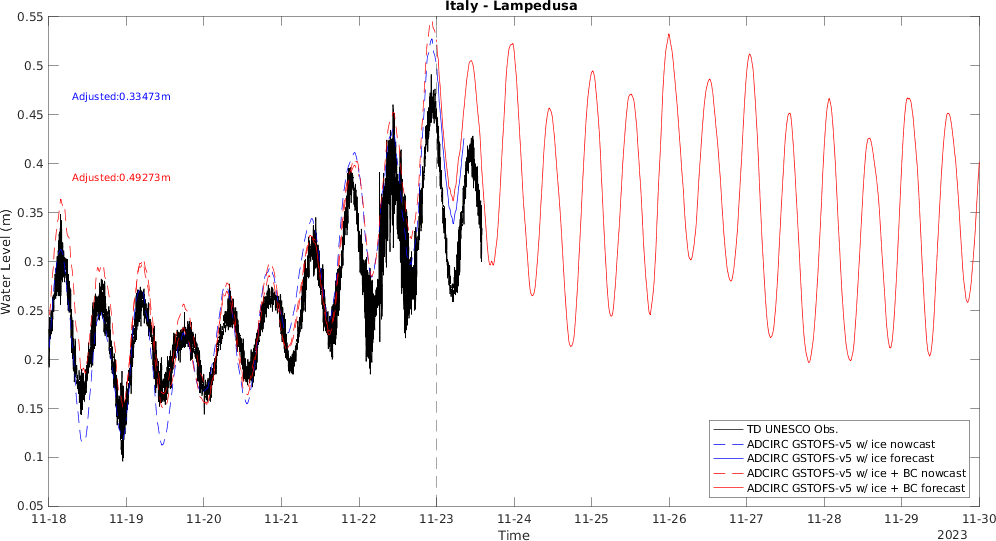 Italy - Lampedusa
0.55
0.5
0.45
0.4
0.35
0.3
0.25
0.2
0.15
0.1
0.05
Water Level (m)
Adjusted:0.33473m
Adjusted:0.49273m
TD UNESCO Obs.
ADCIRC GSTOFS-v5 w/ ice nowcast
ADCIRC GSTOFS-v5 w/ ice forecast
ADCIRC GSTOFS-v5 w/ ice + BC nowcast
ADCIRC GSTOFS-v5 w/ ice + BC forecast
11-18 11-19 11-20 11-21 11-22 11-23 11-24 11-25 11-26 11-27 11-28 11-29 11-30
Time
2023